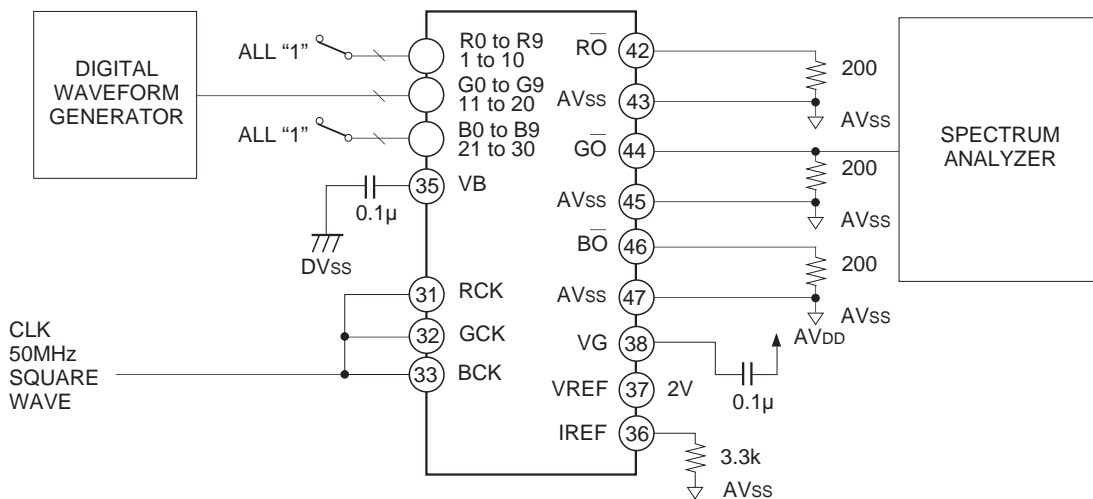 DIGITAL
WAVEFORM
GENERATOR
ALL “1”
ALL “1”
R0 to R9
1 to 10
G0 to G9
11 to 20
B0 to B9
21 to 30
35
VB
0.1µ
DVSS
31
RCK
32
GCK
33
BCK
CLK
50MHz
SQUARE
WAVE
R̅O̅
42
200
AVSS
43
AVSS
G̅O̅
44
200
AVSS
45
AVSS
B̅O̅
46
200
AVSS
47
AVSS
AVDD
VG
38
0.1µ
VREF
37
2V
IREF
36
3.3k
AVSS
SPECTRUM
ANALYZER